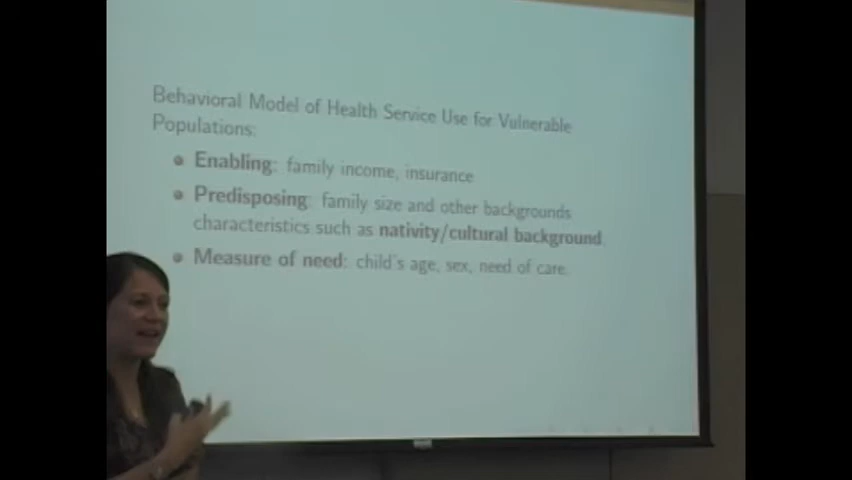 Behavioral Model of Health Service Use for Vulnerable
Populations:
Enabling: family income, insurance
Predisposing: family size and other backgrounds
characteristics such as nativity/cultural background.
Measure of need: child's age, sex, need of care.